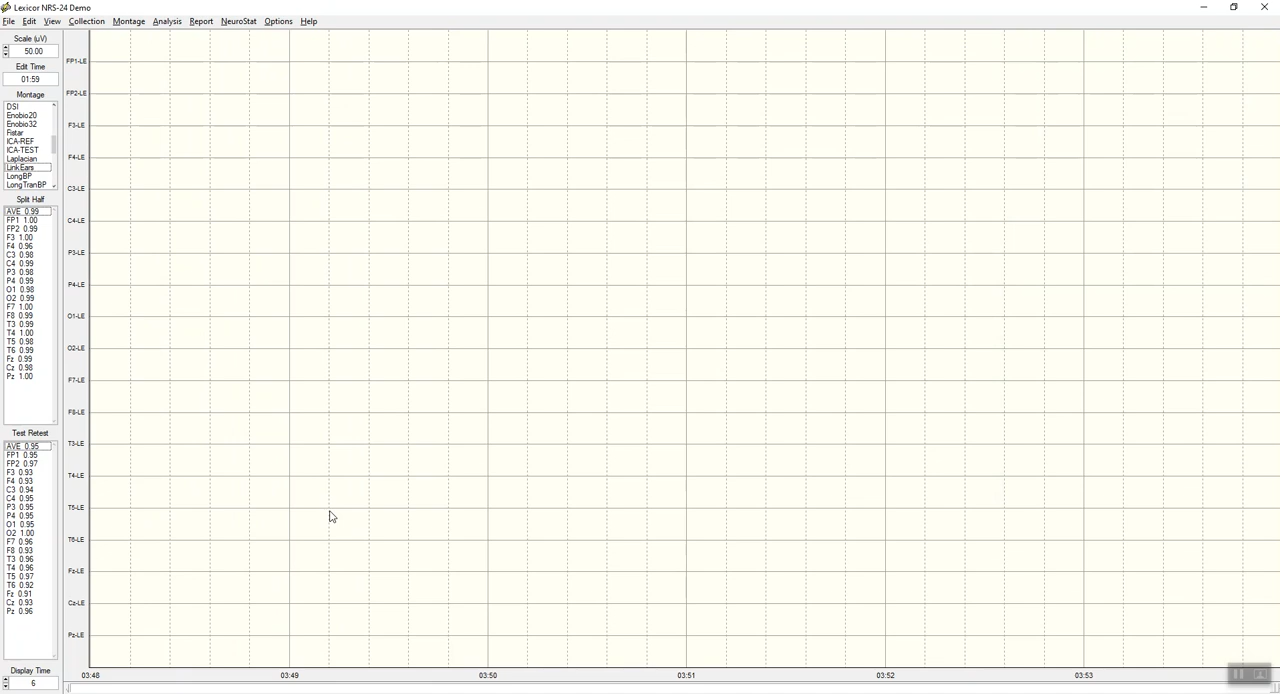 Lexicor NRS-24 Demo
File Edit View Collection Montage Analysis Report NeuroStat Options Help
Scale (uV)
50.00
Edit Time
01:59
Montage
DSI
Enobio20
Enobio32
Fistar
ICA-REF
ICA-TEST
Laplacian
LinkEars
LongBP
LongTranBP
Split Half
AVE 0.99
FP1 1.00
FP2 0.99
F3 1.00
F4 0.96
C3 0.98
C4 0.99
P3 0.98
P4 0.99
O1 0.98
O2 0.99
F7 1.00
F8 0.99
T3 0.99
T4 1.00
T5 0.98
T6 0.99
Fz 0.99
Cz 0.98
Pz 1.00
Test Retest
AVE 0.95
FP1 0.95
FP2 0.97
F3 0.93
F4 0.93
C3 0.94
C4 0.95
P3 0.95
P4 0.95
O1 0.95
O2 1.00
F7 0.96
F8 0.93
T3 0.96
T4 0.96
T5 0.97
T6 0.92
Fz 0.91
Cz 0.93
Pz 0.96
Display Time
6
FP1-LE
FP2-LE
F3-LE
F4-LE
C3-LE
C4-LE
P3-LE
P4-LE
O1-LE
O2-LE
F7-LE
F8-LE
T3-LE
T4-LE
T5-LE
T6-LE
Fz-LE
Cz-LE
Pz-LE
03:48 03:49 03:50 03:51 03:52 03:53